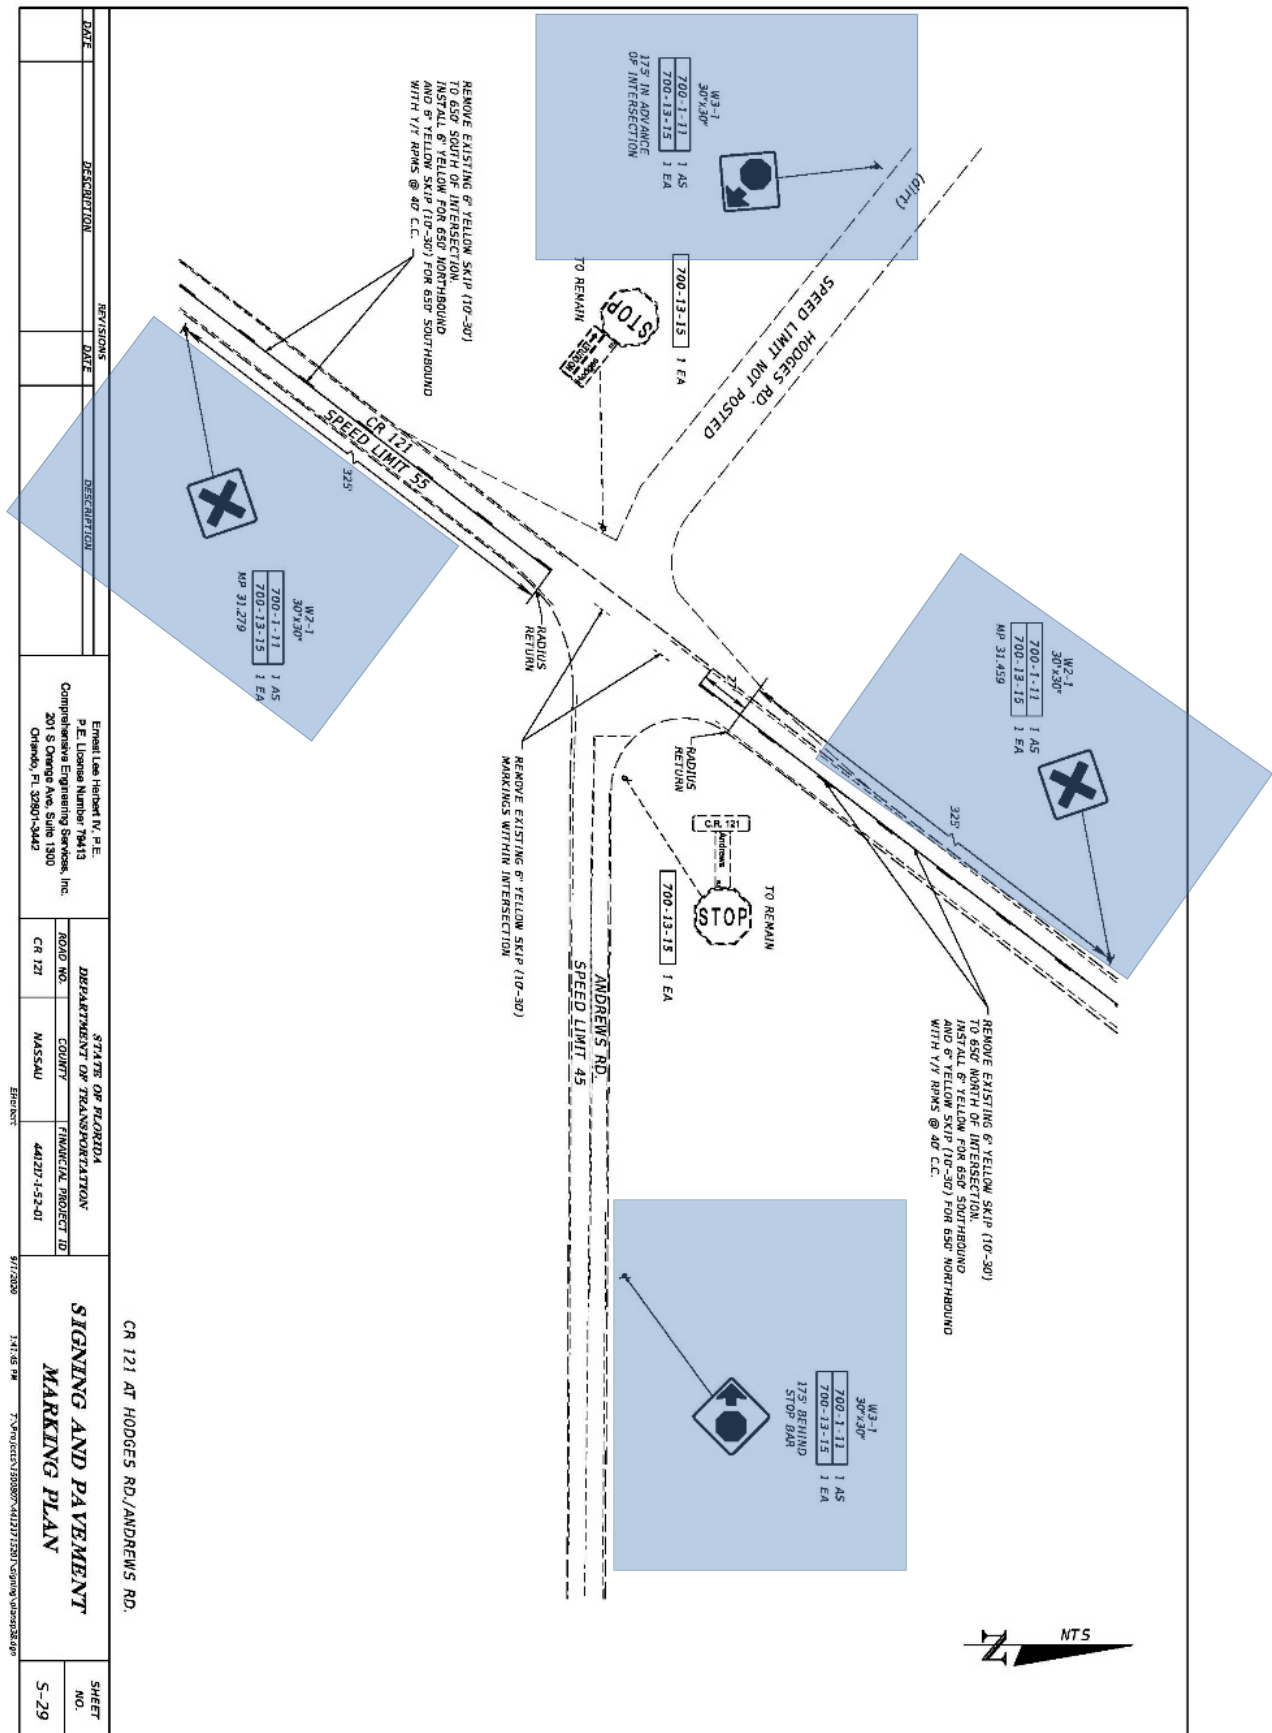 W3-1
30"x30"
700-1-11 1 AS
700-13-15 1 EA
175' IN ADVANCE
OF INTERSECTION
(dirt)
HODGES RD.
SPEED LIMIT NOT POSTED
700-13-15 1 EA
TO REMAIN
STOP
NO OUTLET
Hodges
REMOVE EXISTING 6" YELLOW SKIP (10'-30')
TO 650' SOUTH OF INTERSECTION.
INSTALL 6" YELLOW FOR 650' NORTHBOUND
AND 6" YELLOW SKIP (10'-30') FOR 650' SOUTHBOUND
WITH Y/Y RPMS @ 40' C.C.
CR 121
SPEED LIMIT 55
325'
W2-1
30"x30"
700-1-11 1 AS
700-13-15 1 EA
MP 31.279
RADIUS
RETURN
W2-1
30"x30"
700-1-11 1 AS
700-13-15 1 EA
MP 31.459
325'
RADIUS
RETURN
REMOVE EXISTING 6" YELLOW SKIP (10'-30')
MARKINGS WITHIN INTERSECTION
C.R. 121
Andrews
STOP
TO REMAIN
700-13-15 1 EA
ANDREWS RD.
SPEED LIMIT 45
REMOVE EXISTING 6" YELLOW SKIP (10'-30')
TO 650' NORTH OF INTERSECTION.
INSTALL 6" YELLOW FOR 650' SOUTHBOUND
AND 6" YELLOW SKIP (10'-30') FOR 650' NORTHBOUND
WITH Y/Y RPMS @ 40' C.C.
W3-1
30"x30"
700-1-11 1 AS
700-13-15 1 EA
175' BEHIND
STOP BAR
N
NTS
CR 121 AT HODGES RD./ANDREWS RD.
REVISIONS
DATE DESCRIPTION DATE DESCRIPTION
Ernest Lee Herbert IV, P.E.
P.E. License Number 79413
Comprehensive Engineering Services, Inc.
201 S Orange Ave, Suite 1300
Orlando, FL 32801-3442
STATE OF FLORIDA
DEPARTMENT OF TRANSPORTATION
ROAD NO. COUNTY FINANCIAL PROJECT ID
CR 121 NASSAU 441217-1-52-01
SIGNING AND PAVEMENT
MARKING PLAN
SHEET
NO.
S-29
EHerbert 9/1/2020 1:41:45 PM